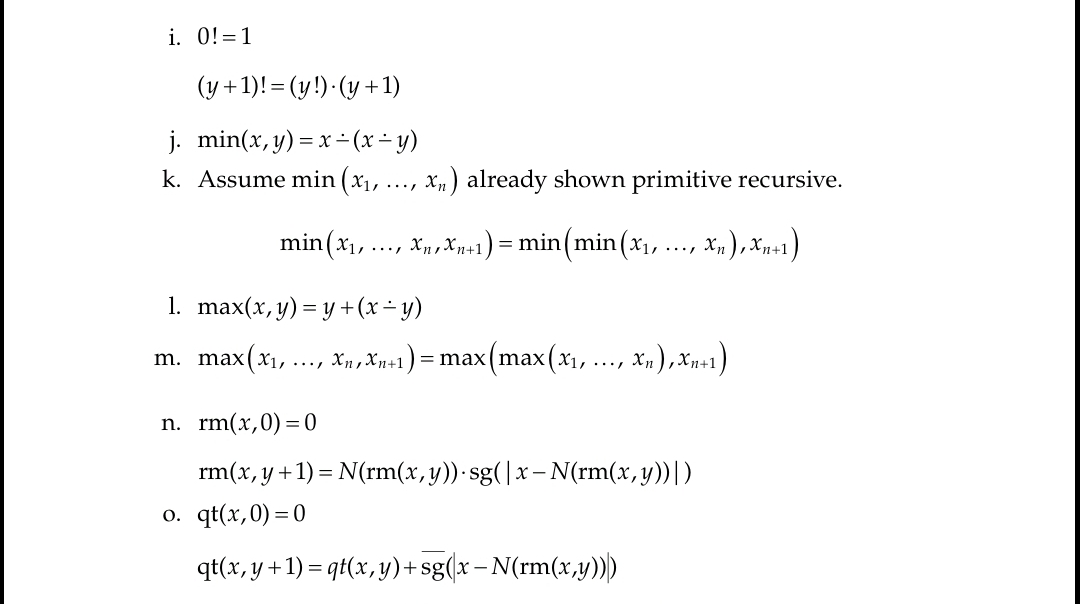 i. 0! = 1
(y + 1)! = (y!) · (y + 1)
j. min(x, y) = x ∸ (x ∸ y)
k. Assume min (x₁, …, xₙ) already shown primitive recursive.
min(x₁, …, xₙ, xₙ₊₁) = min(min(x₁, …, xₙ), xₙ₊₁)
l. max(x, y) = y + (x ∸ y)
m. max(x₁, …, xₙ, xₙ₊₁) = max(max(x₁, …, xₙ), xₙ₊₁)
n. rm(x, 0) = 0
rm(x, y + 1) = N(rm(x, y)) · sg(| x − N(rm(x, y)) |)
o. qt(x, 0) = 0
qt(x, y + 1) = qt(x, y) + s̅g̅(|x − N(rm(x,y))|)